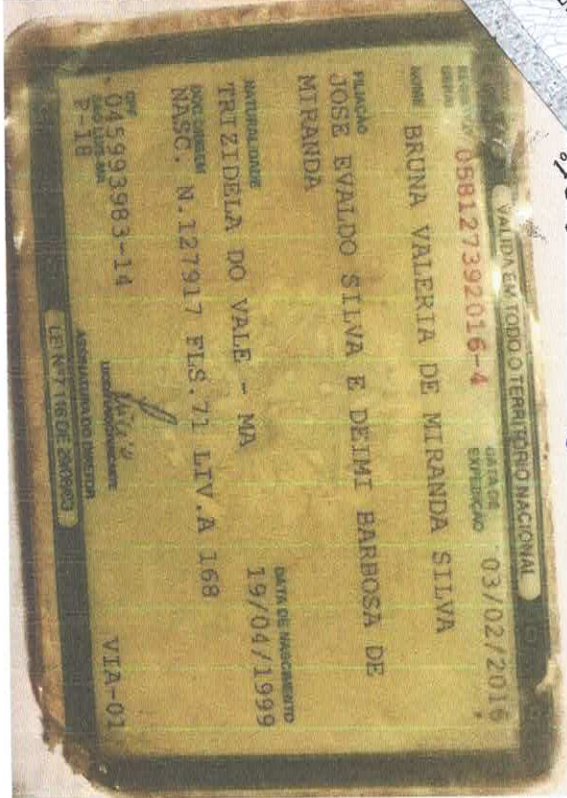 VÁLIDA EM TODO O TERRITÓRIO NACIONAL
058127392016-4
DATA DE EXPEDIÇÃO 03/02/2016
NOME BRUNA VALERIA DE MIRANDA SILVA
FILIAÇÃO
JOSE EVALDO SILVA E DEIMI BARBOSA DE
MIRANDA
NATURALIDADE
TRIZIDELA DO VALE - MA
DATA DE NASCIMENTO
19/04/1999
DOC ORIGEM
NASC. N.127917 FLS.71 LIV.A 168
CPF
045993983-14
P-18
VIA-01
ASSINATURA DO DIRETOR
LEI Nº 7.116 DE 29/08/83